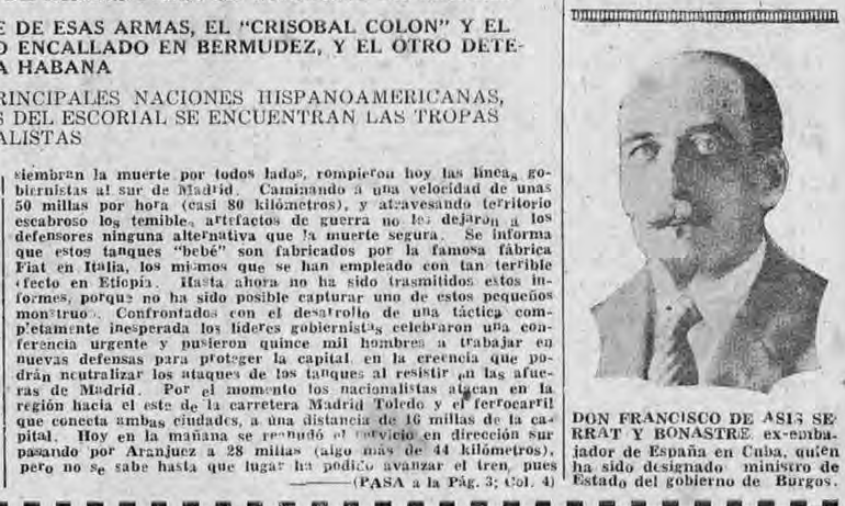 E DE ESAS ARMAS, EL "CRISOBAL COLON" Y EL
O ENCALLADO EN BERMUDEZ, Y EL OTRO DETE-
A HABANA
RINCIPALES NACIONES HISPANOAMERICANAS,
S DEL ESCORIAL SE ENCUENTRAN LAS TROPAS
ALISTAS
siembran la muerte por todos lados, rompieron hoy las lineas go-
biernistas al sur de Madrid. Caminando a una velocidad de unas
50 millas por hora (casi 80 kilómetros), y atravesando territorio
escabroso los temibles artefactos de guerra no les dejaron a los
defensores ninguna alternativa que la muerte segura. Se informa
que estos tanques "bebé" son fabricados por la famosa fábrica
Fiat en Italia, los mismos que se han empleado con tan terrible
efecto en Etiopía. Hasta ahora no ha sido trasmitidos estos in-
formes, porque no ha sido posible capturar uno de estos pequeños
monstruos. Confrontados con el desarrollo de una táctica com-
pletamente inesperada los líderes gobiernistas celebraron una con-
ferencia urgente y pusieron quince mil hombres a trabajar en
nuevas defensas para proteger la capital, en la creencia que po-
drán neutralizar los ataques de los tanques al resistir en las afue-
ras de Madrid. Por el momento los nacionalistas atacan en la
región hacia el este de la carretera Madrid Toledo y el ferrocarril
que conecta ambas ciudades, a una distancia de 16 millas de la ca-
pital. Hoy en la mañana se reanudó el servicio en dirección sur
pasando por Aranjuez a 28 millas (algo más de 44 kilómetros),
pero no se sabe hasta que lugar ha podido avanzar el tren, pues
(PASA a la Pág. 3; Col. 4)
DON FRANCISCO DE ASIS SE-
RRAT Y BONASTRE, ex-emba-
jador de España en Cuba, quien
ha sido designado ministro de
Estado del gobierno de Burgos.